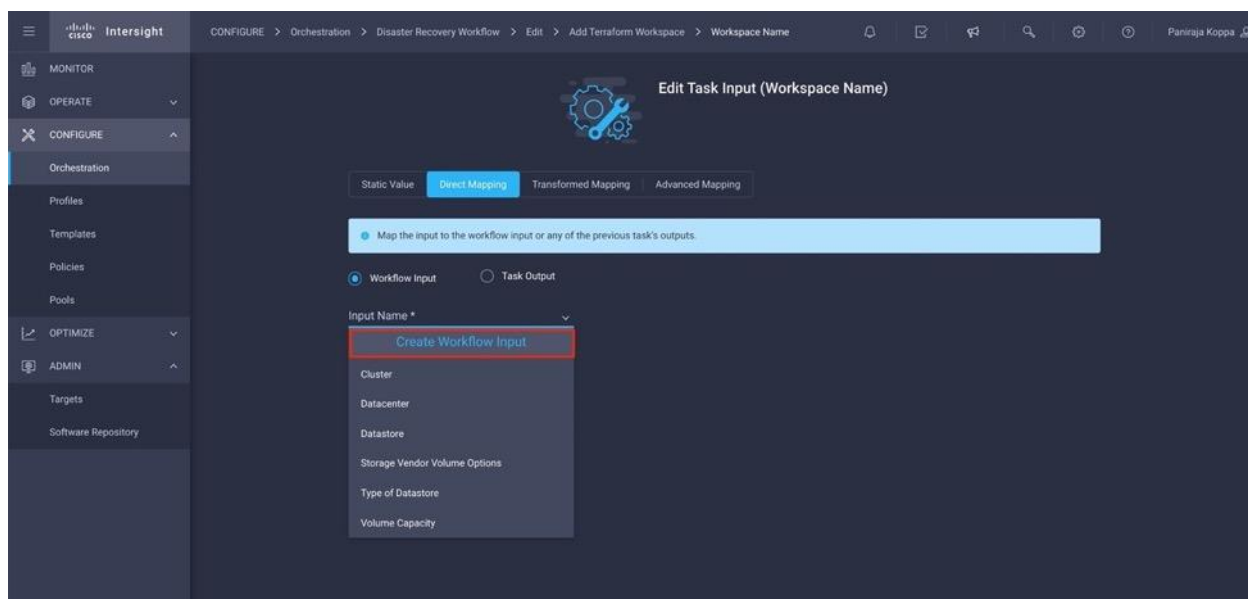 cisco Intersight
CONFIGURE > Orchestration > Disaster Recovery Workflow > Edit > Add Terraform Workspace > Workspace Name
Paniraja Koppa
MONITOR
OPERATE
CONFIGURE
Orchestration
Profiles
Templates
Policies
Pools
OPTIMIZE
ADMIN
Targets
Software Repository
Edit Task Input (Workspace Name)
Static Value Direct Mapping Transformed Mapping Advanced Mapping
Map the input to the workflow input or any of the previous task's outputs.
Workflow Input Task Output
Input Name *
Create Workflow Input
Cluster
Datacenter
Datastore
Storage Vendor Volume Options
Type of Datastore
Volume Capacity